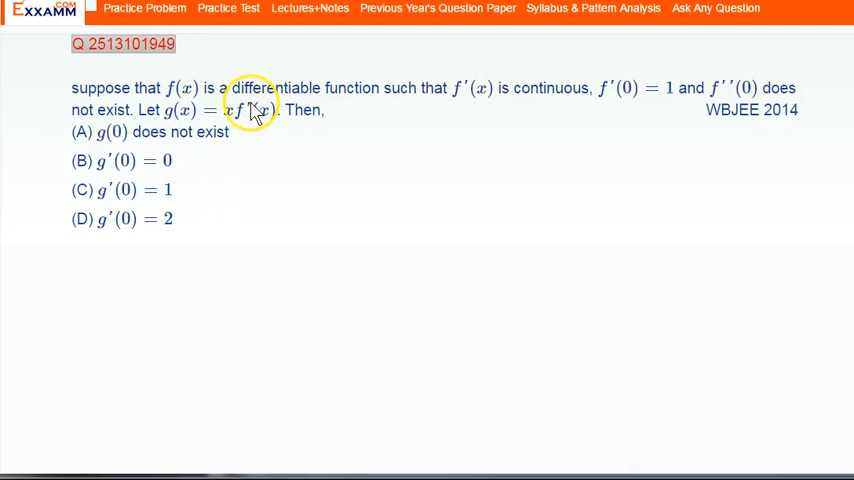 EXXAMM.COM Practice Problem Practice Test Lectures+Notes Previous Year's Question Paper Syllabus & Pattern Analysis Ask Any Question
Q 2513101949
suppose that f(x) is a differentiable function such that f'(x) is continuous, f'(0) = 1 and f''(0) does
not exist. Let g(x) = xf'(x). Then, WBJEE 2014
(A) g(0) does not exist
(B) g'(0) = 0
(C) g'(0) = 1
(D) g'(0) = 2